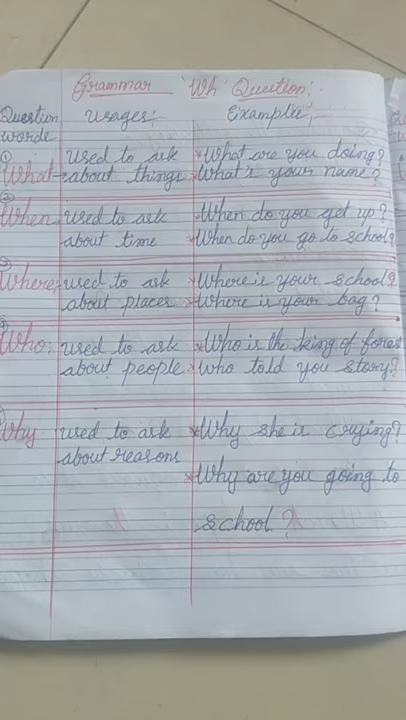 Grammar 'Wh' Question:
Question words usages:- Example:-
① What- used to ask about things
* What are you doing?
* What's your name?
② When used to ask about time
When do you get up?
* When do you go to school?
③ Where:- used to ask about places
* Where is your school?
* Where is your bag?
④ Who: used to ask about people
* Who is the king of forest
* who told you story?
Why used to ask about reasons
* Why she is crying?
* Why are you going to
school?